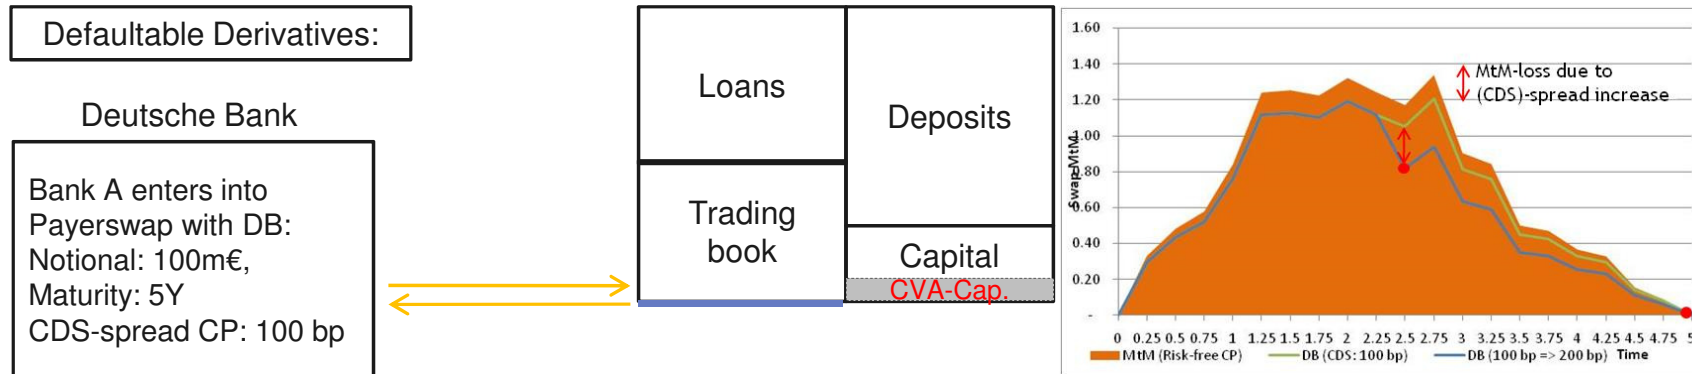 Defaultable Derivatives:
Deutsche Bank
Bank A enters into
Payerswap with DB:
Notional: 100m€,
Maturity: 5Y
CDS-spread CP: 100 bp
Loans
Trading
book
Deposits
Capital
CVA-Cap.
1.60
1.40
1.20
1.00
0.80
0.60
0.40
0.20
-
Swap MtM
MtM-loss due to
(CDS)-spread increase
0 0.25 0.5 0.75 1 1.25 1.5 1.75 2 2.25 2.5 2.75 3 3.25 3.5 3.75 4 4.25 4.5 4.75 5
MtM (Risk-free CP) DB (CDS: 100 bp) DB (100 bp => 200 bp) Time